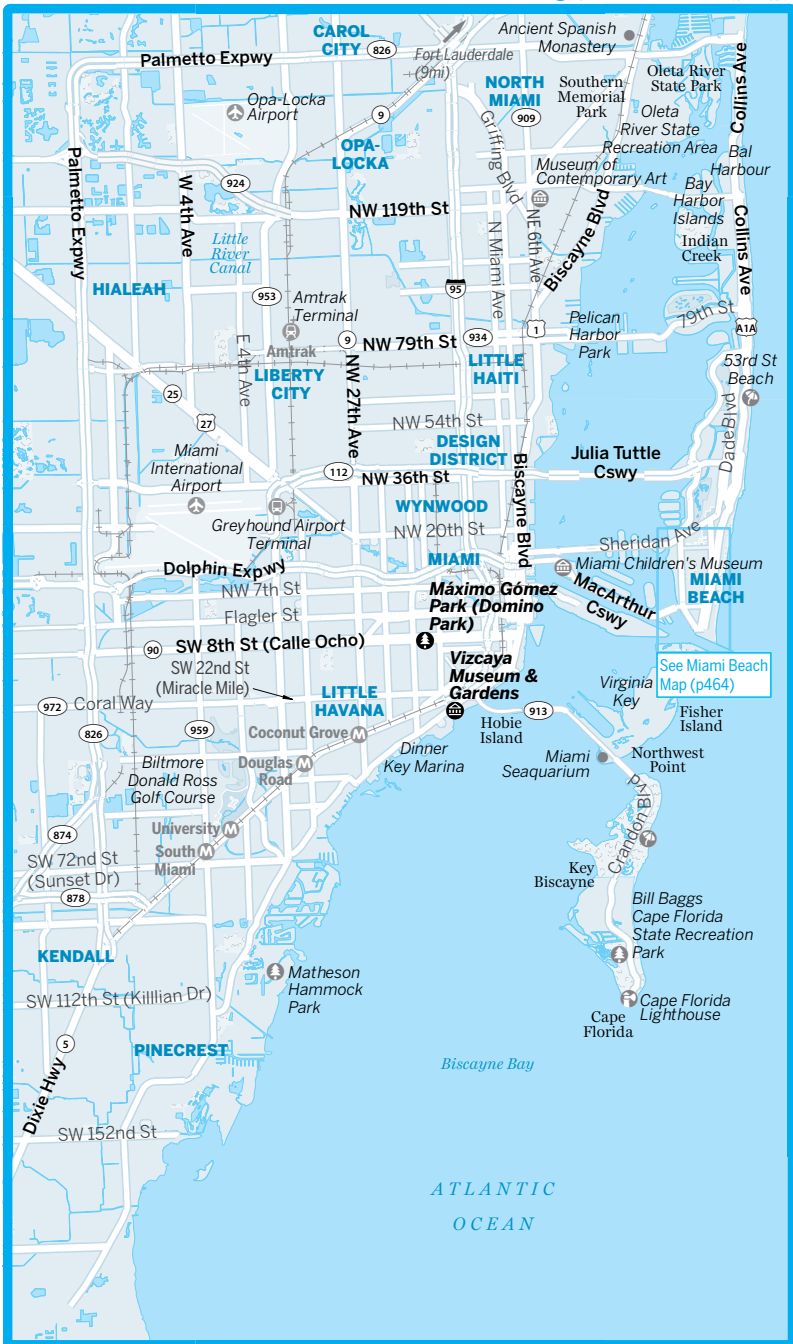 CAROL
CITY
826
Palmetto Expwy
Fort Lauderdale
(9mi)
Ancient Spanish
Monastery
Collins Ave
Oleta River
State Park
NORTH
MIAMI
Southern
Memorial
Park
909
Opa-Locka
Airport
9
OPA-
LOCKA
Griffing Blvd
Oleta
River State
Recreation Area
Bal
Harbour
Palmetto Expwy
W 4th Ave
924
Museum of
Contemporary Art
Bay
Harbor
Islands
NW 119th St
NE 6th Ave
N Miami Ave
Biscayne Blvd
Collins Ave
Indian
Creek
Little
River
Canal
HIALEAH
953
Amtrak
Terminal
95
Amtrak
9
NW 79th St
934
1
Pelican
Harbor
Park
79th St
A1A
E 4th Ave
LIBERTY
CITY
NW 27th Ave
LITTLE
HAITI
53rd St
Beach
25
27
NW 54th St
Dade Blvd
Miami
International
Airport
DESIGN
DISTRICT
Biscayne Blvd
Julia Tuttle
Cswy
112
NW 36th St
WYNWOOD
Greyhound Airport
Terminal
NW 20th St
Sheridan Ave
MIAMI
Miami Children's Museum
Dolphin Expwy
MIAMI
BEACH
NW 7th St
MacArthur
Cswy
Máximo Gómez
Park (Domino
Park)
Flagler St
90
SW 8th St (Calle Ocho)
Vizcaya
Museum &
Gardens
See Miami Beach
Map (p464)
SW 22nd St
(Miracle Mile)
LITTLE
HAVANA
Virginia
Key
972
Coral Way
Fisher
Island
826
959
Coconut Grove
M
Hobie
Island
913
Dinner
Key Marina
Biltmore
Donald Ross
Golf Course
Douglas
Road
M
Miami
Seaquarium
Northwest
Point
Crandon Blvd
874
University
M
South
Miami
M
SW 72nd St
(Sunset Dr)
878
Key
Biscayne
Bill Baggs
Cape Florida
State Recreation
Park
KENDALL
Matheson
Hammock
Park
SW 112th St (Killlian Dr)
Cape
Florida
Cape Florida
Lighthouse
5
PINECREST
Dixie Hwy
Biscayne Bay
SW 152nd St
ATLANTIC
OCEAN